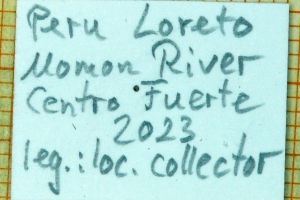 Peru Loreto
Momon River
Centro Fuerte
2023
leg.: loc. collector